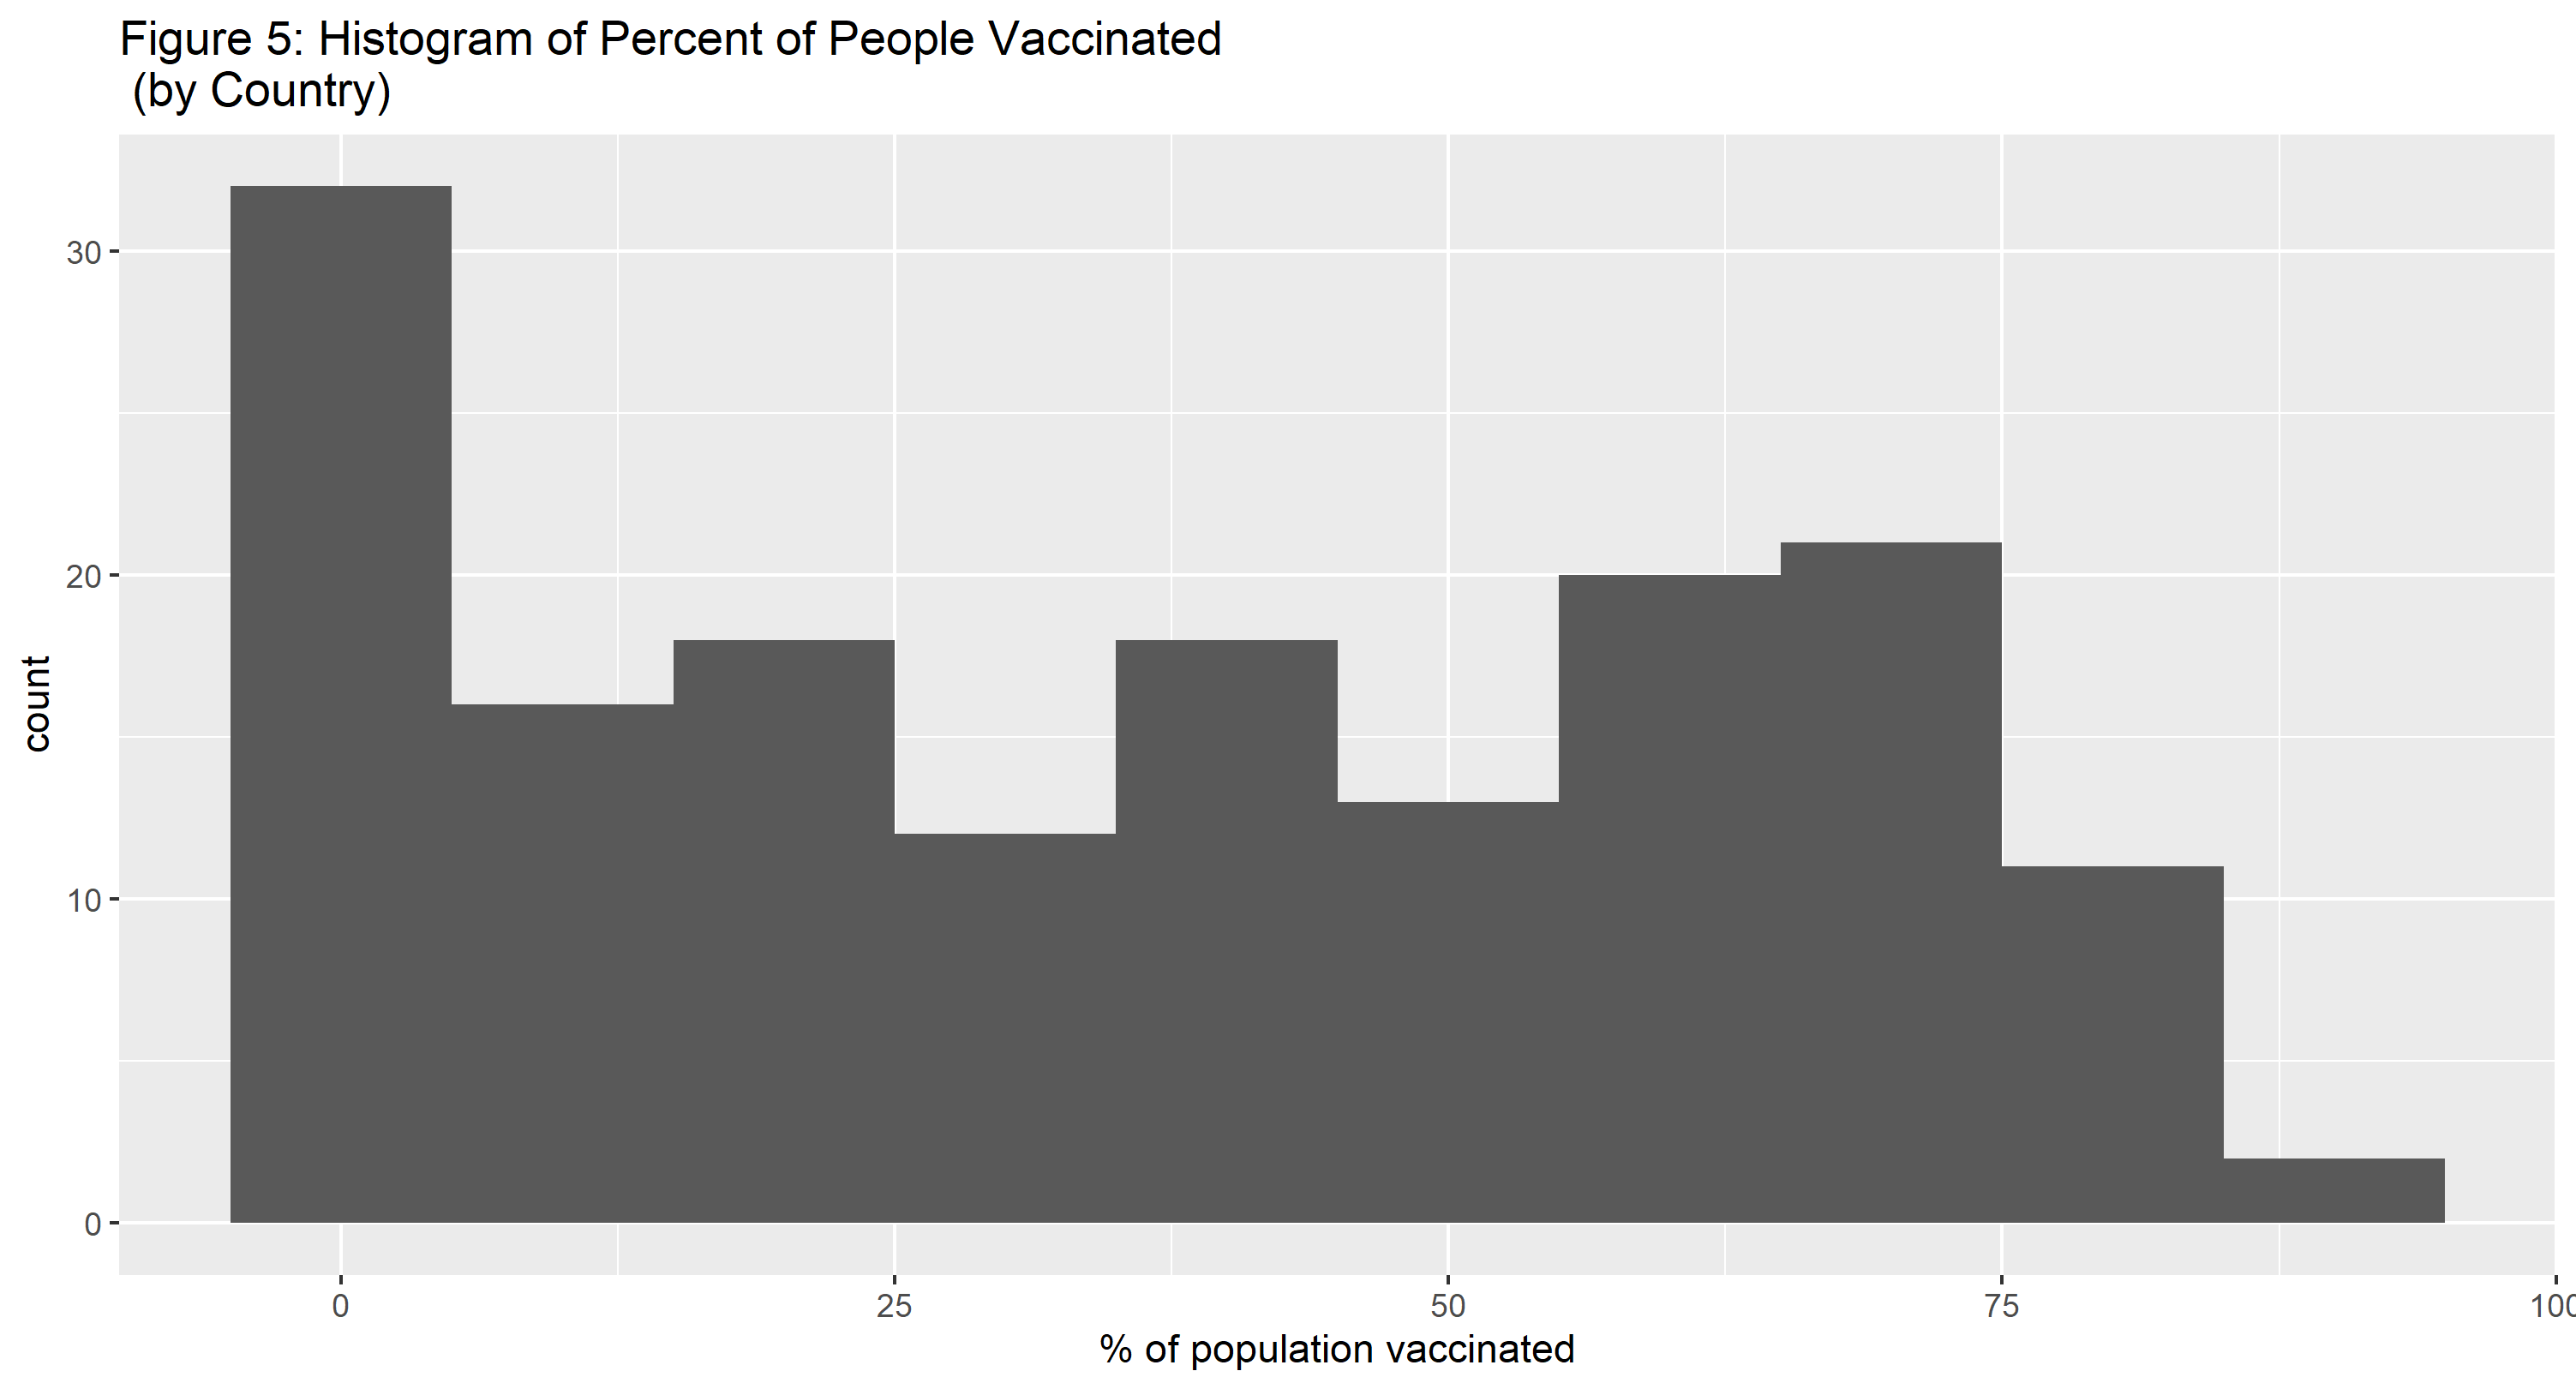 Figure 5: Histogram of Percent of People Vaccinated
(by Country)
30
20
10
0
count
0 25 50 75 100
% of population vaccinated